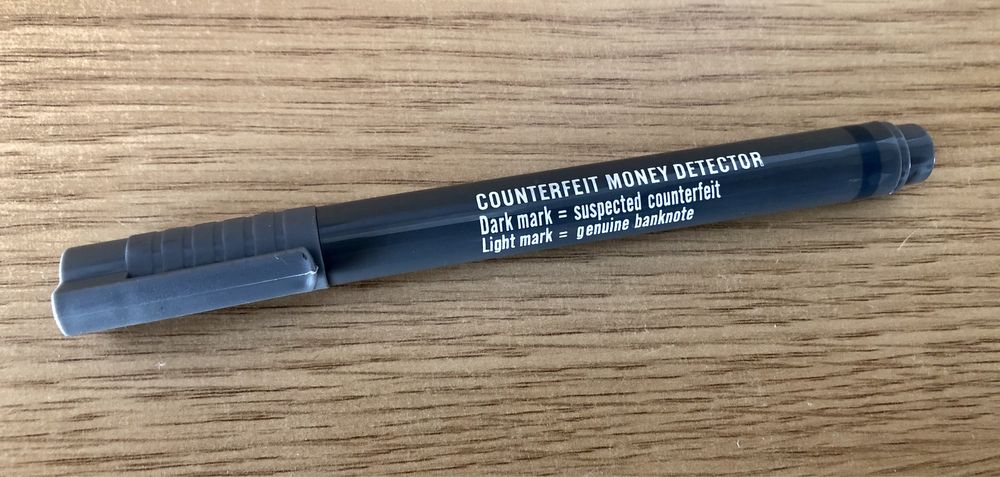 COUNTERFEIT MONEY DETECTOR
Dark mark = suspected counterfeit
Light mark = genuine banknote